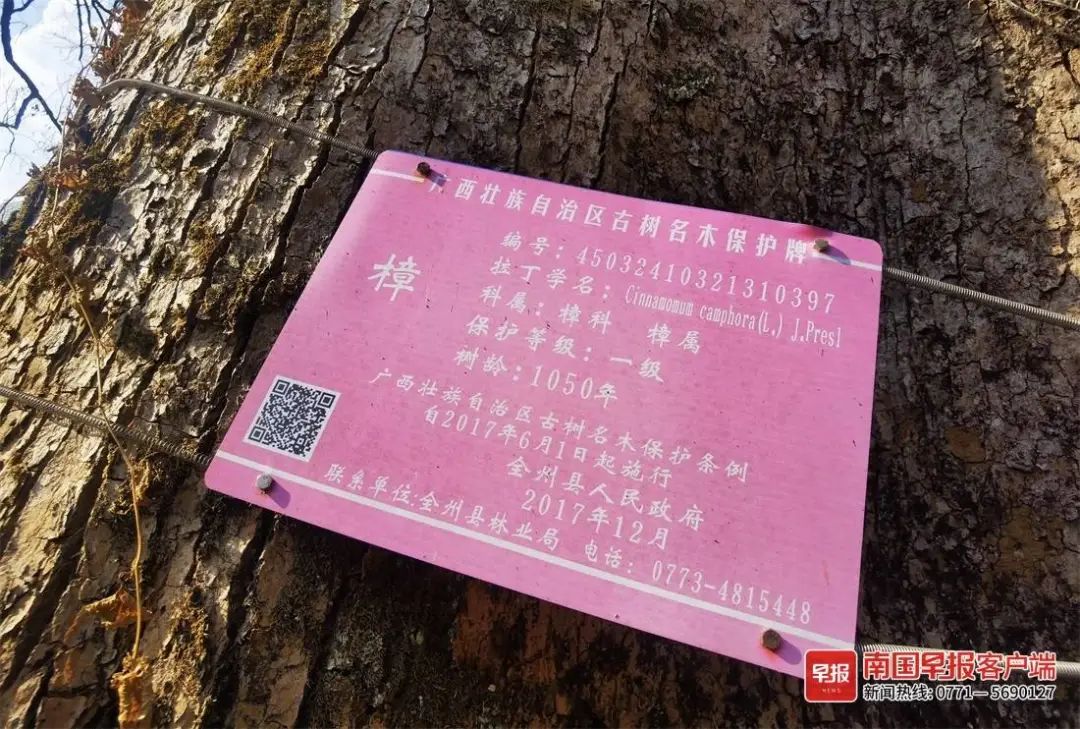 广西壮族自治区古树名木保护牌
樟
编号：45032410321310397
拉丁学名：Cinnamomum camphora(L.) J.Presl
科属：樟科 樟属
保护等级：一级
树龄：1050年
广西壮族自治区古树名木保护条例
自2017年6月1日起施行
全州县人民政府
2017年12月
联系单位:全州县林业局 电话：0773-4815448
早报
NEWS
南国早报客户端
新闻热线: 0771－5690127